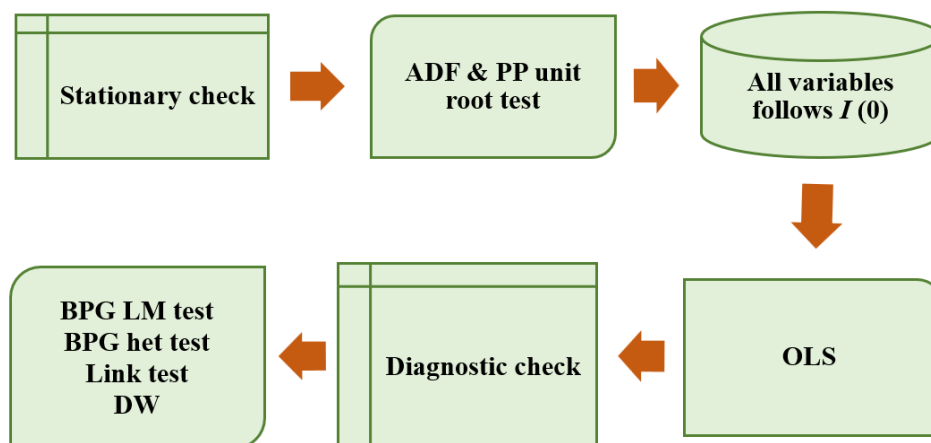 Stationary check
ADF & PP unit
root test
All variables
follows I (0)
OLS
Diagnostic check
BPG LM test
BPG het test
Link test
DW